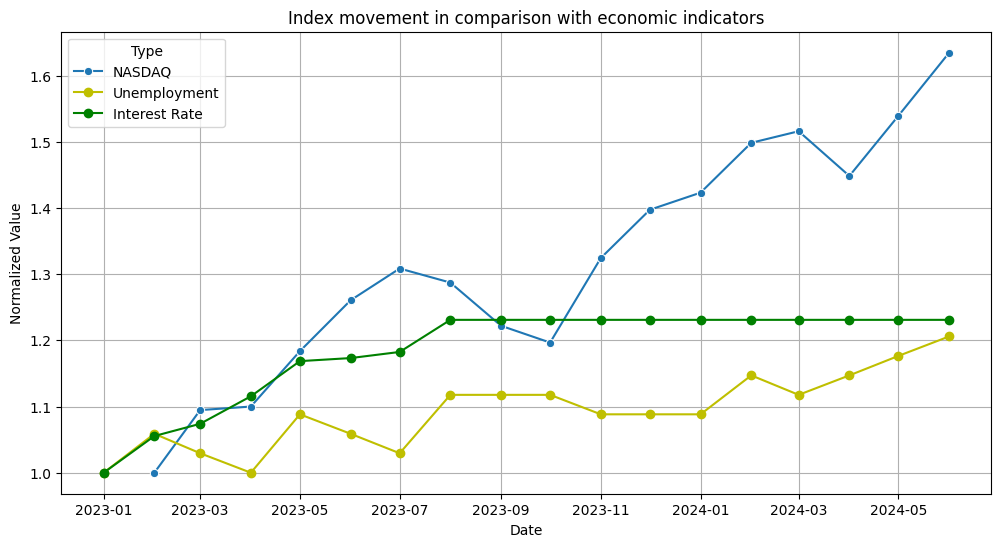 Index movement in comparison with economic indicators
Type
NASDAQ
Unemployment
Interest Rate
Normalized Value
1.6
1.5
1.4
1.3
1.2
1.1
1.0
2023-01
2023-03
2023-05
2023-07
2023-09
2023-11
2024-01
2024-03
2024-05
Date